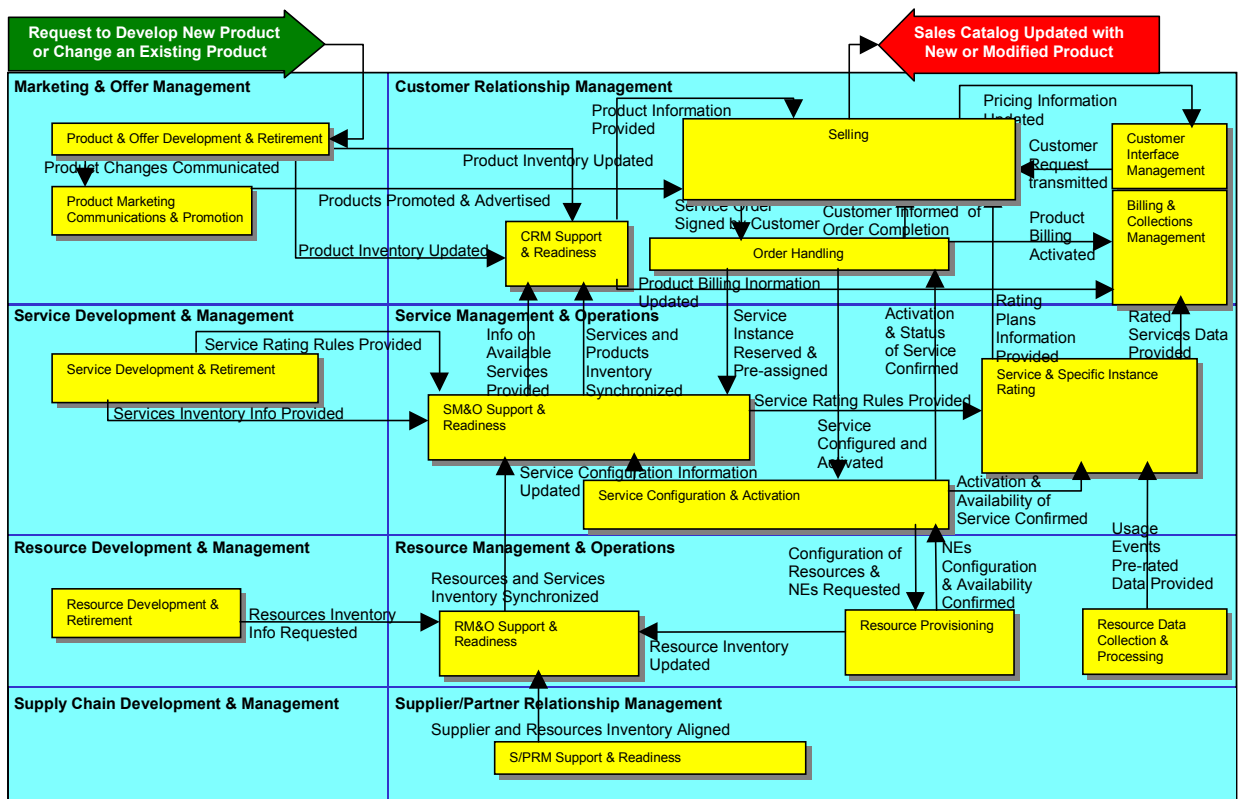 Request to Develop New Product
or Change an Existing Product
Sales Catalog Updated with
New or Modified Product
Marketing & Offer Management
Customer Relationship Management
Product Information
Provided
Pricing Information
Updated
Product & Offer Development & Retirement
Selling
Customer
Interface
Management
Customer
Request
transmitted
Product Inventory Updated
Product Changes Communicated
Product Marketing
Communications & Promotion
Products Promoted & Advertised
Service Order
Signed by Customer
Customer Informed of
Order Completion
Product
Billing
Activated
Billing &
Collections
Management
CRM Support
& Readiness
Order Handling
Product Inventory Updated
Product Billing Inormation
Updated
Service Development & Management
Service Management & Operations
Service Rating Rules Provided
Info on
Available
Services
Provided
Services and
Products
Inventory
Synchronized
Service
Instance
Reserved &
Pre-assigned
Activation
& Status
of Service
Confirmed
Rating
Plans
Information
Provided
Rated
Services Data
Provided
Service Development & Retirement
Service & Specific Instance
Rating
Services Inventory Info Provided
SM&O Support &
Readiness
Service Rating Rules Provided
Service
Configured and
Activated
Service Configuration Information
Updated
Service Configuration & Activation
Activation &
Availability of
Service Confirmed
Resource Development & Management
Resource Management & Operations
Configuration of
Resources &
NEs Requested
NEs
Configuration
& Availability
Confirmed
Usage
Events
Pre-rated
Data Provided
Resources and Services
Inventory Synchronized
Resource Development &
Retirement
Resources Inventory
Info Requested
RM&O Support &
Readiness
Resource Inventory
Updated
Resource Provisioning
Resource Data
Collection &
Processing
Supply Chain Development & Management
Supplier/Partner Relationship Management
Supplier and Resources Inventory Aligned
S/PRM Support & Readiness